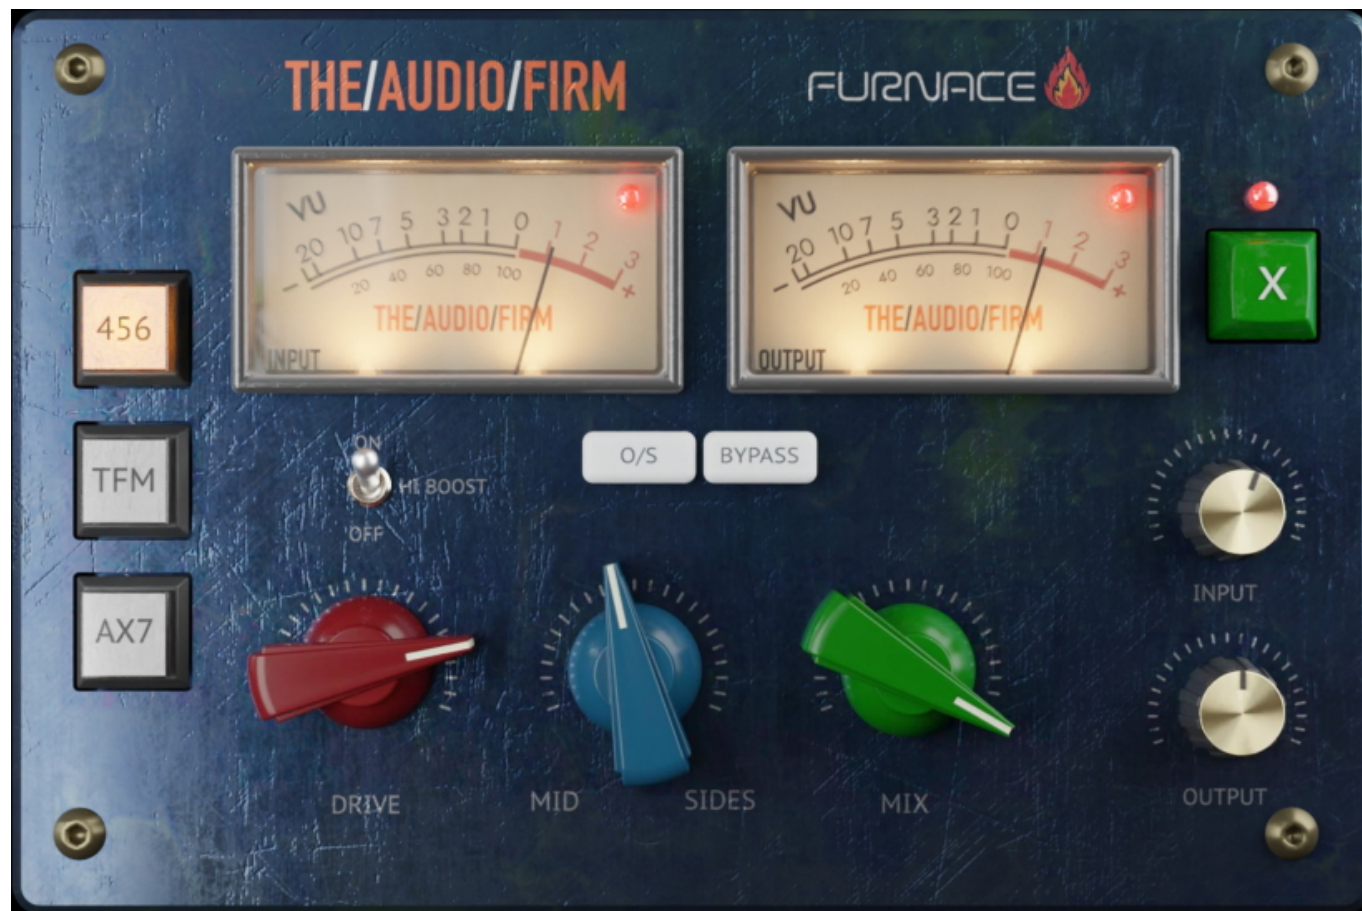 THE/AUDIO/FIRM
FURNACE
VU
20 10 7 5 3 2 1 0 1 2 3
- 20 40 60 80 100 +
THE/AUDIO/FIRM
INPUT
VU
20 10 7 5 3 2 1 0 1 2 3
- 20 40 60 80 100 +
THE/AUDIO/FIRM
OUTPUT
X
456
TFM
AX7
ON
HI BOOST
OFF
O/S
BYPASS
INPUT
DRIVE
MID
SIDES
MIX
OUTPUT